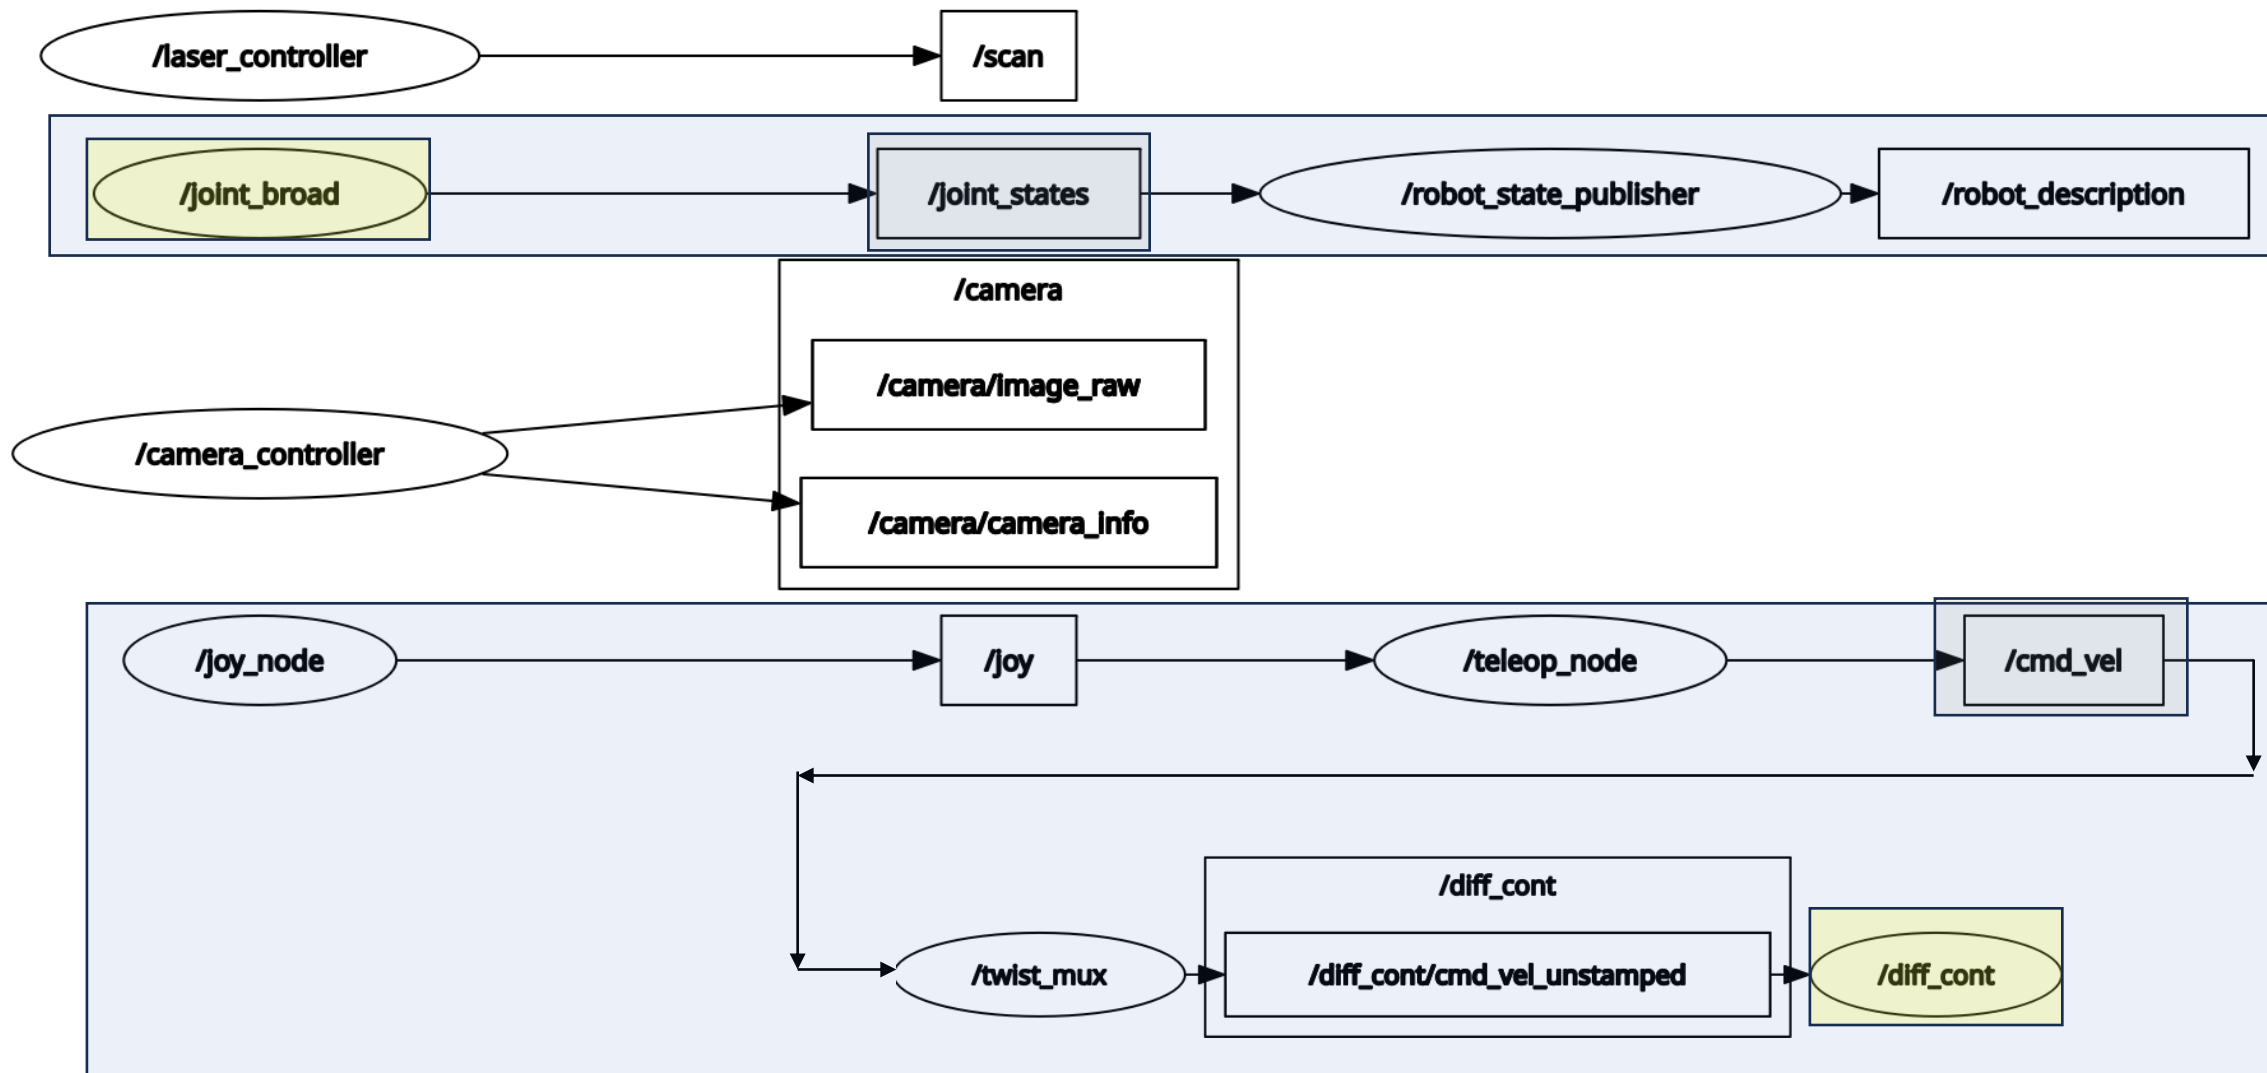 /laser_controller
/scan
/joint_broad
/joint_states
/robot_state_publisher
/robot_description
/camera
/camera/image_raw
/camera_controller
/camera/camera_info
/joy_node
/joy
/teleop_node
/cmd_vel
/diff_cont
/twist_mux
/diff_cont/cmd_vel_unstamped
/diff_cont